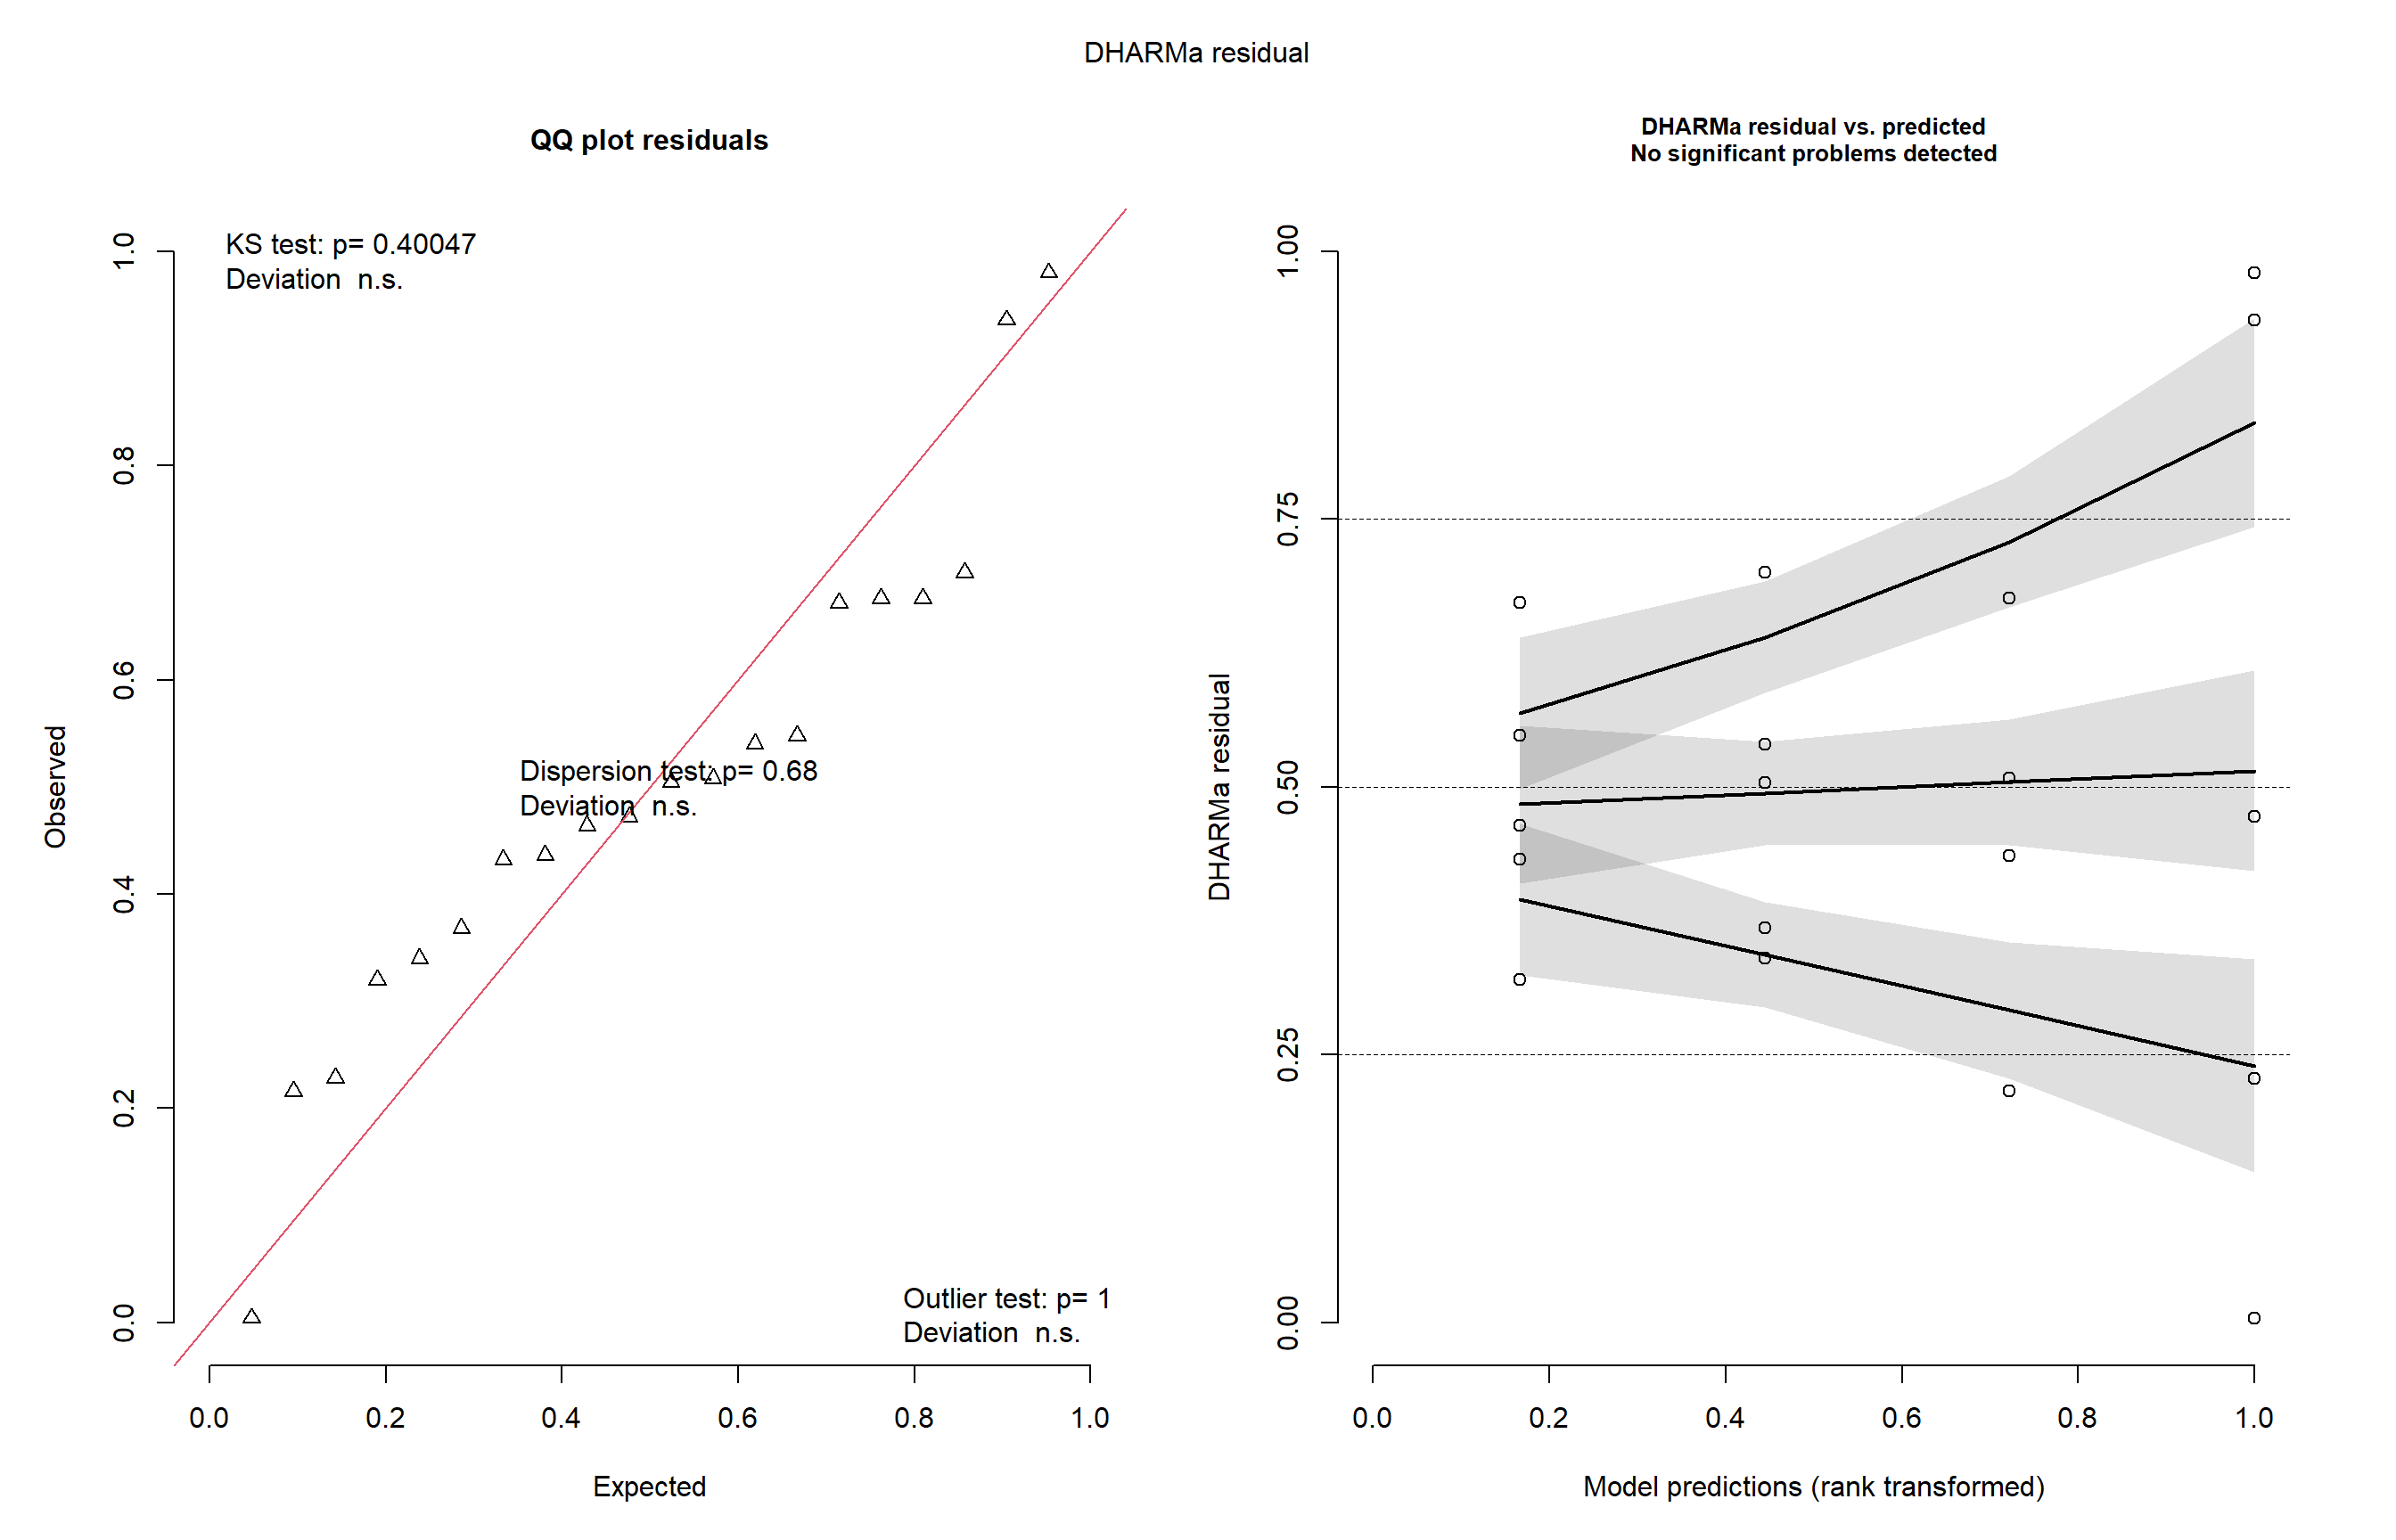 DHARMa residual
QQ plot residuals
KS test: p= 0.40047
Deviation  n.s.
Dispersion test: p= 0.68
Deviation  n.s.
Outlier test: p= 1
Deviation  n.s.
Observed
0.0
0.2
0.4
0.6
0.8
1.0
0.0
0.2
0.4
0.6
0.8
1.0
Expected
DHARMa residual vs. predicted
No significant problems detected
DHARMa residual
0.00
0.25
0.50
0.75
1.00
0.0
0.2
0.4
0.6
0.8
1.0
Model predictions (rank transformed)